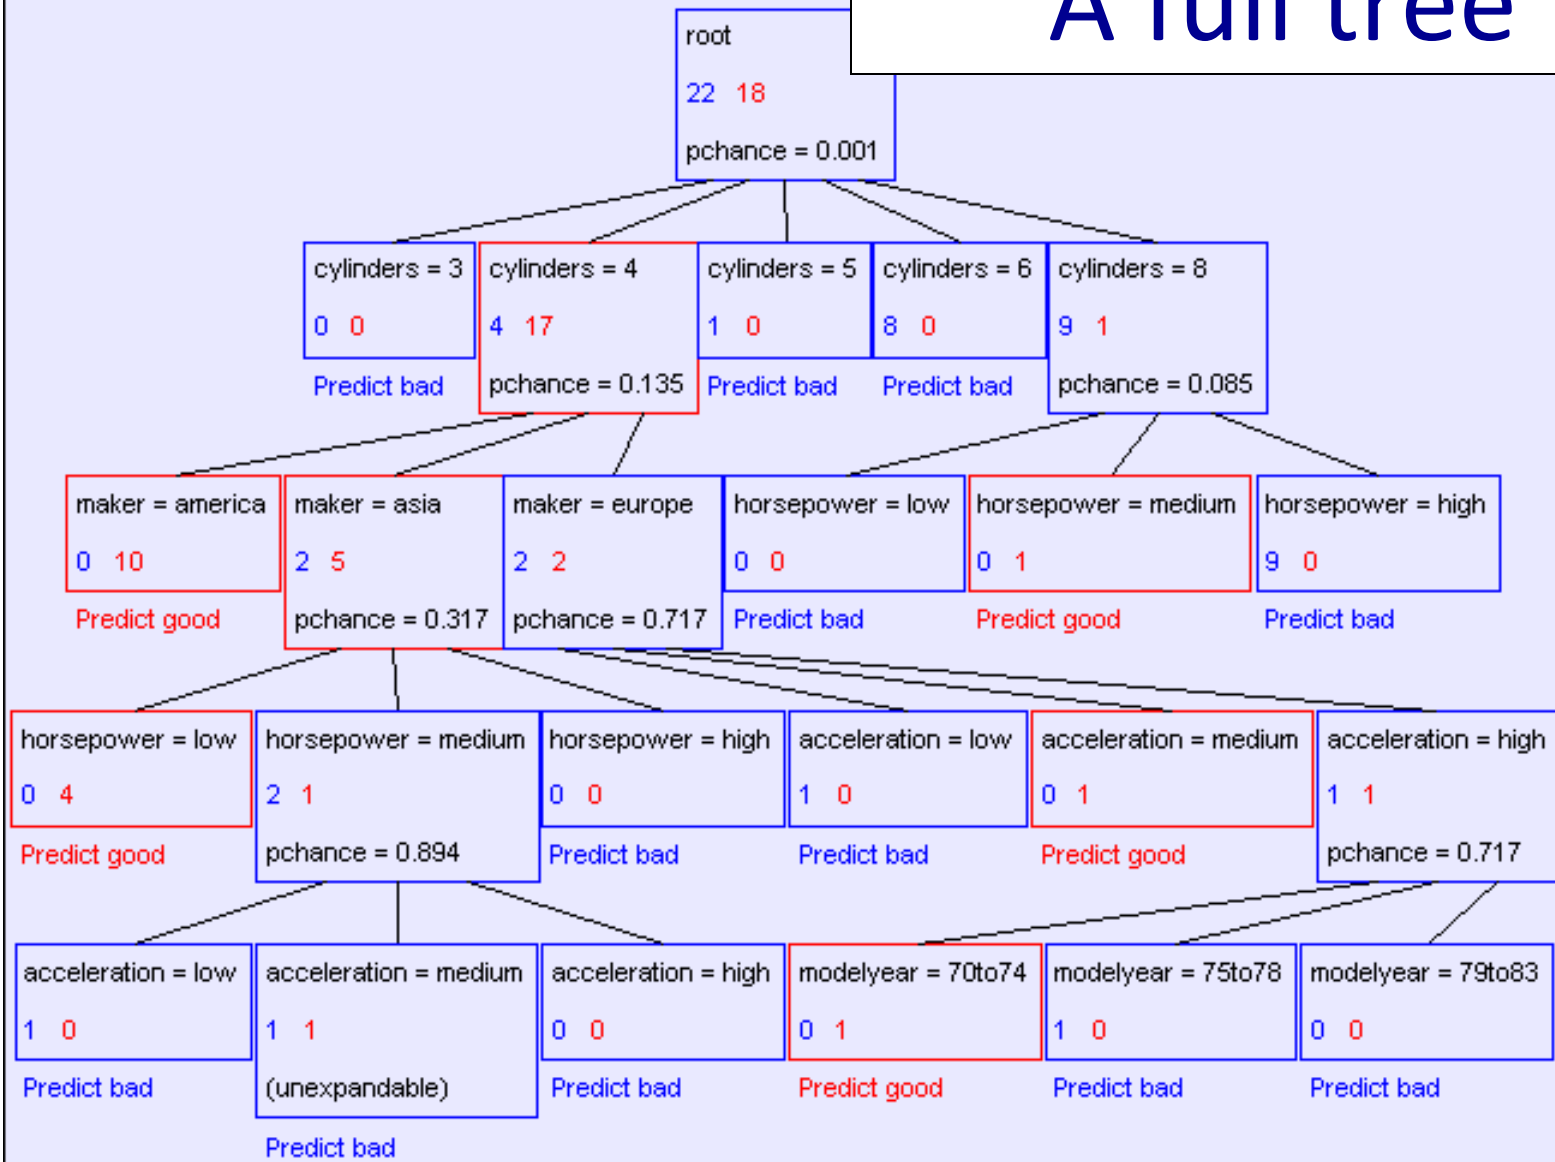 A full tree
root
22 18
pchance = 0.001
cylinders = 3
0 0
Predict bad
cylinders = 4
4 17
pchance = 0.135
cylinders = 5
1 0
Predict bad
cylinders = 6
8 0
Predict bad
cylinders = 8
9 1
pchance = 0.085
maker = america
0 10
Predict good
maker = asia
2 5
pchance = 0.317
maker = europe
2 2
pchance = 0.717
horsepower = low
0 0
Predict bad
horsepower = medium
0 1
Predict good
horsepower = high
9 0
Predict bad
horsepower = low
0 4
Predict good
horsepower = medium
2 1
pchance = 0.894
horsepower = high
0 0
Predict bad
acceleration = low
1 0
Predict bad
acceleration = medium
0 1
Predict good
acceleration = high
1 1
pchance = 0.717
acceleration = low
1 0
Predict bad
acceleration = medium
1 1
(unexpandable)
Predict bad
acceleration = high
0 0
Predict bad
modelyear = 70to74
0 1
Predict good
modelyear = 75to78
1 0
Predict bad
modelyear = 79to83
0 0
Predict bad